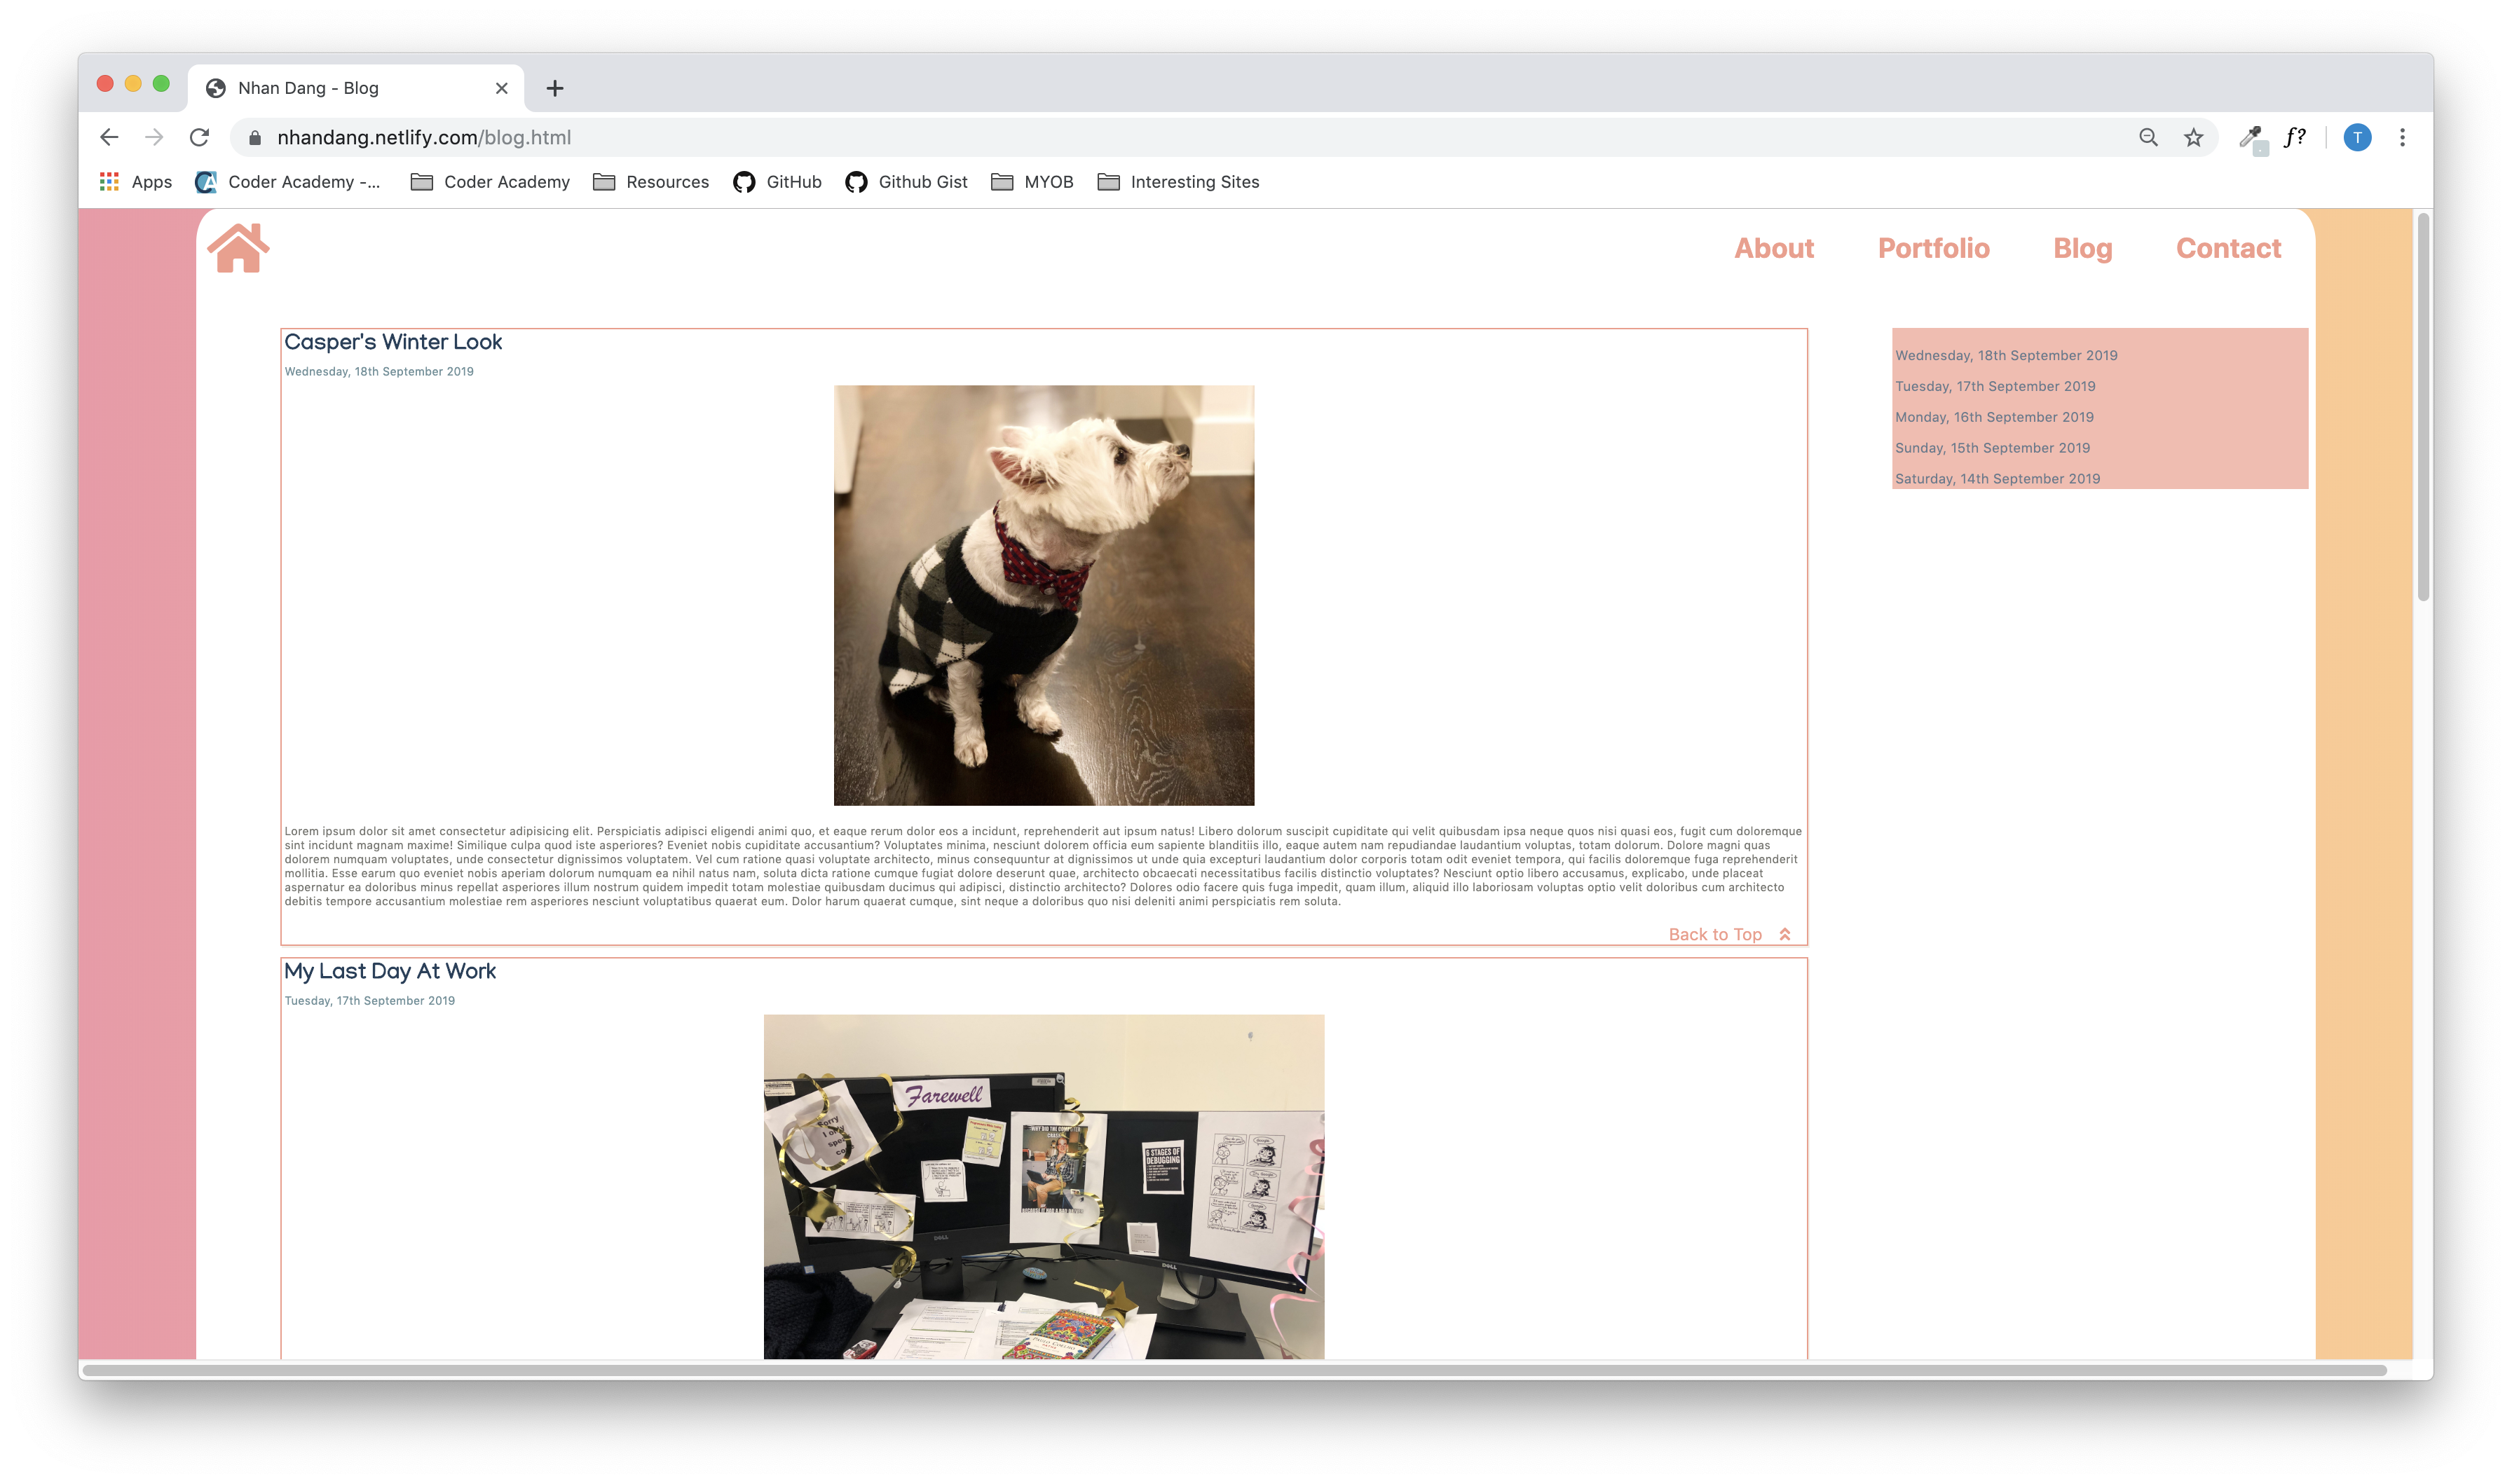 Nhan Dang - Blog
nhandang.netlify.com/blog.html
f?
T
Apps
Coder Academy -...
Coder Academy
Resources
GitHub
Github Gist
MYOB
Interesting Sites
About
Portfolio
Blog
Contact
Casper's Winter Look
Wednesday, 18th September 2019
Lorem ipsum dolor sit amet consectetur adipisicing elit. Perspiciatis adipisci eligendi animi quo, et eaque rerum dolor eos a incidunt, reprehenderit aut ipsum natus! Libero dolorum suscipit cupiditate qui velit quibusdam ipsa neque quos nisi quasi eos, fugit cum doloremque
sint incidunt magnam maxime! Similique culpa quod iste asperiores? Eveniet nobis cupiditate accusantium? Voluptates minima, nesciunt dolorem officia eum sapiente blanditiis illo, eaque autem nam repudiandae laudantium voluptas, totam dolorum. Dolore magni quas
dolorem numquam voluptates, unde consectetur dignissimos voluptatem. Vel cum ratione quasi voluptate architecto, minus consequuntur at dignissimos ut unde quia excepturi laudantium dolor corporis totam odit eveniet tempora, qui facilis doloremque fuga reprehenderit
mollitia. Esse earum quo eveniet nobis aperiam dolorum numquam ea nihil natus nam, soluta dicta ratione cumque fugiat dolore deserunt quae, architecto obcaecati necessitatibus facilis distinctio voluptates? Nesciunt optio libero accusamus, explicabo, unde placeat
aspernatur ea doloribus minus repellat asperiores illum nostrum quidem impedit totam molestiae quibusdam ducimus qui adipisci, distinctio architecto? Dolores odio facere quis fuga impedit, quam illum, aliquid illo laboriosam voluptas optio velit doloribus cum architecto
debitis tempore accusantium molestiae rem asperiores nesciunt voluptatibus quaerat eum. Dolor harum quaerat cumque, sint neque a doloribus quo nisi deleniti animi perspiciatis rem soluta.
Back to Top
My Last Day At Work
Tuesday, 17th September 2019
Farewell
Sorry
I only
WHY DID THE COMPUTER
CRASH
6 STAGES OF
DEBUGGING
DELL
DELL
Wednesday, 18th September 2019
Tuesday, 17th September 2019
Monday, 16th September 2019
Sunday, 15th September 2019
Saturday, 14th September 2019